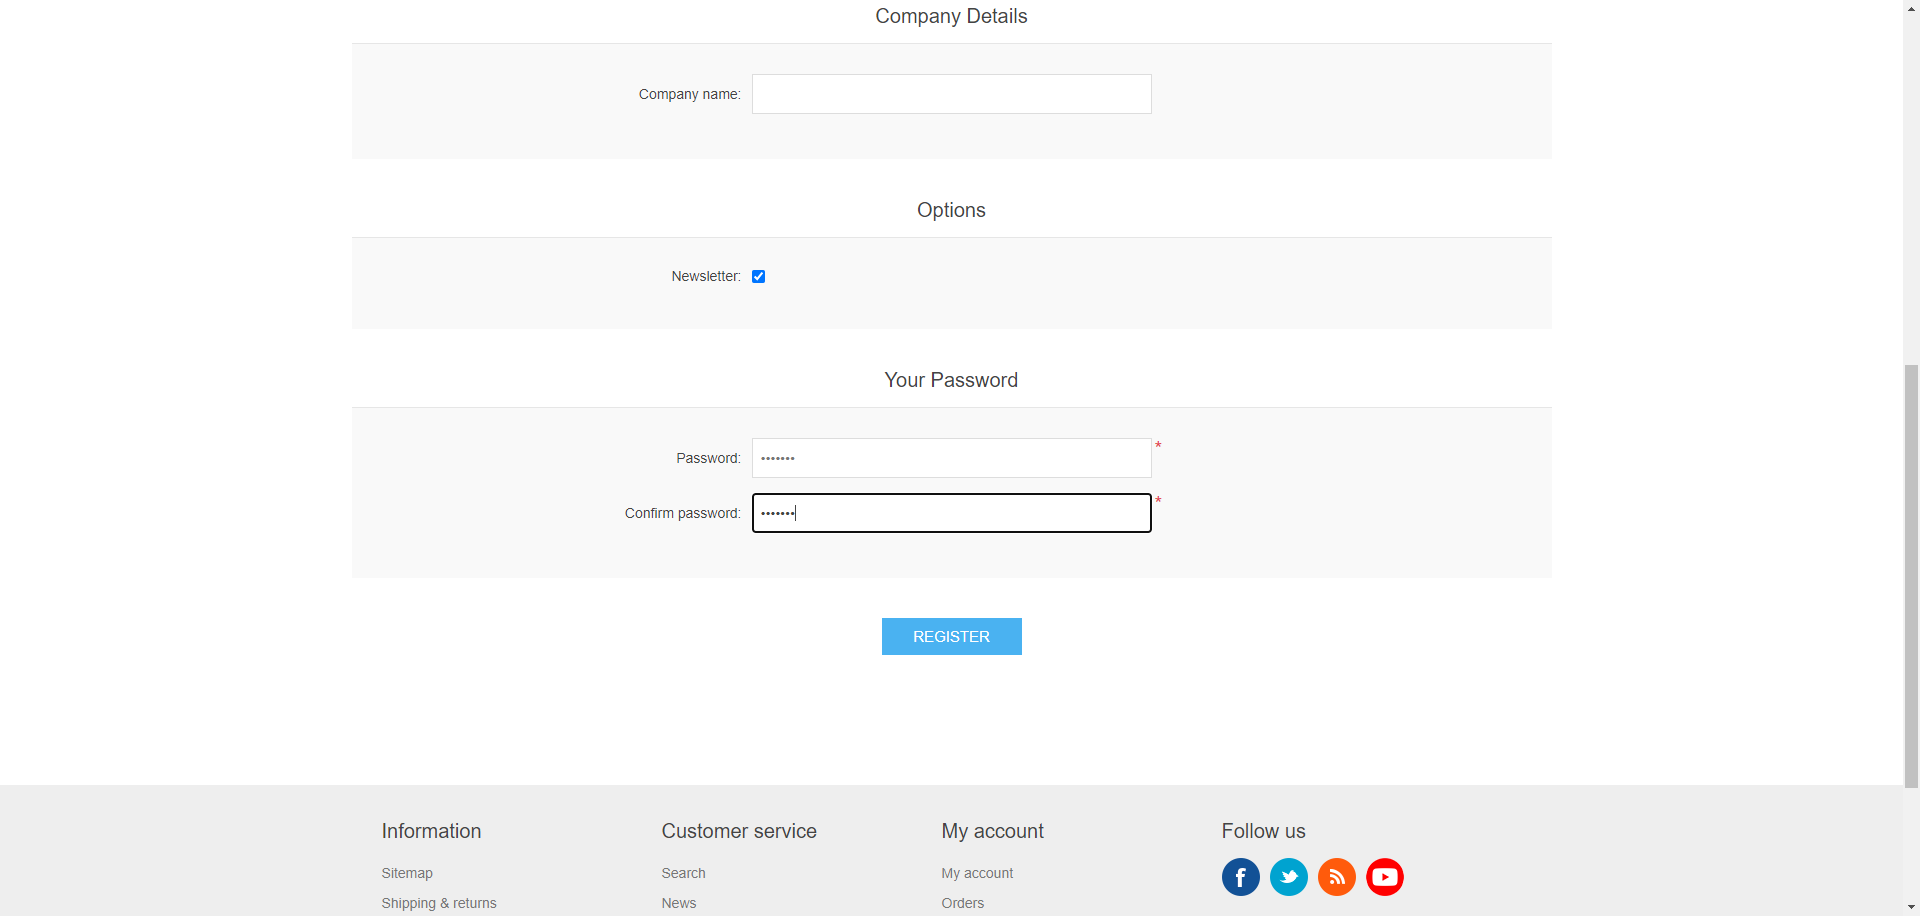 Company Details
Company name:
Options
Newsletter:
Your Password
Password: ••••••• *
Confirm password: ••••••• *
REGISTER
Information
Customer service
My account
Follow us
Sitemap
Search
My account
Shipping & returns
News
Orders